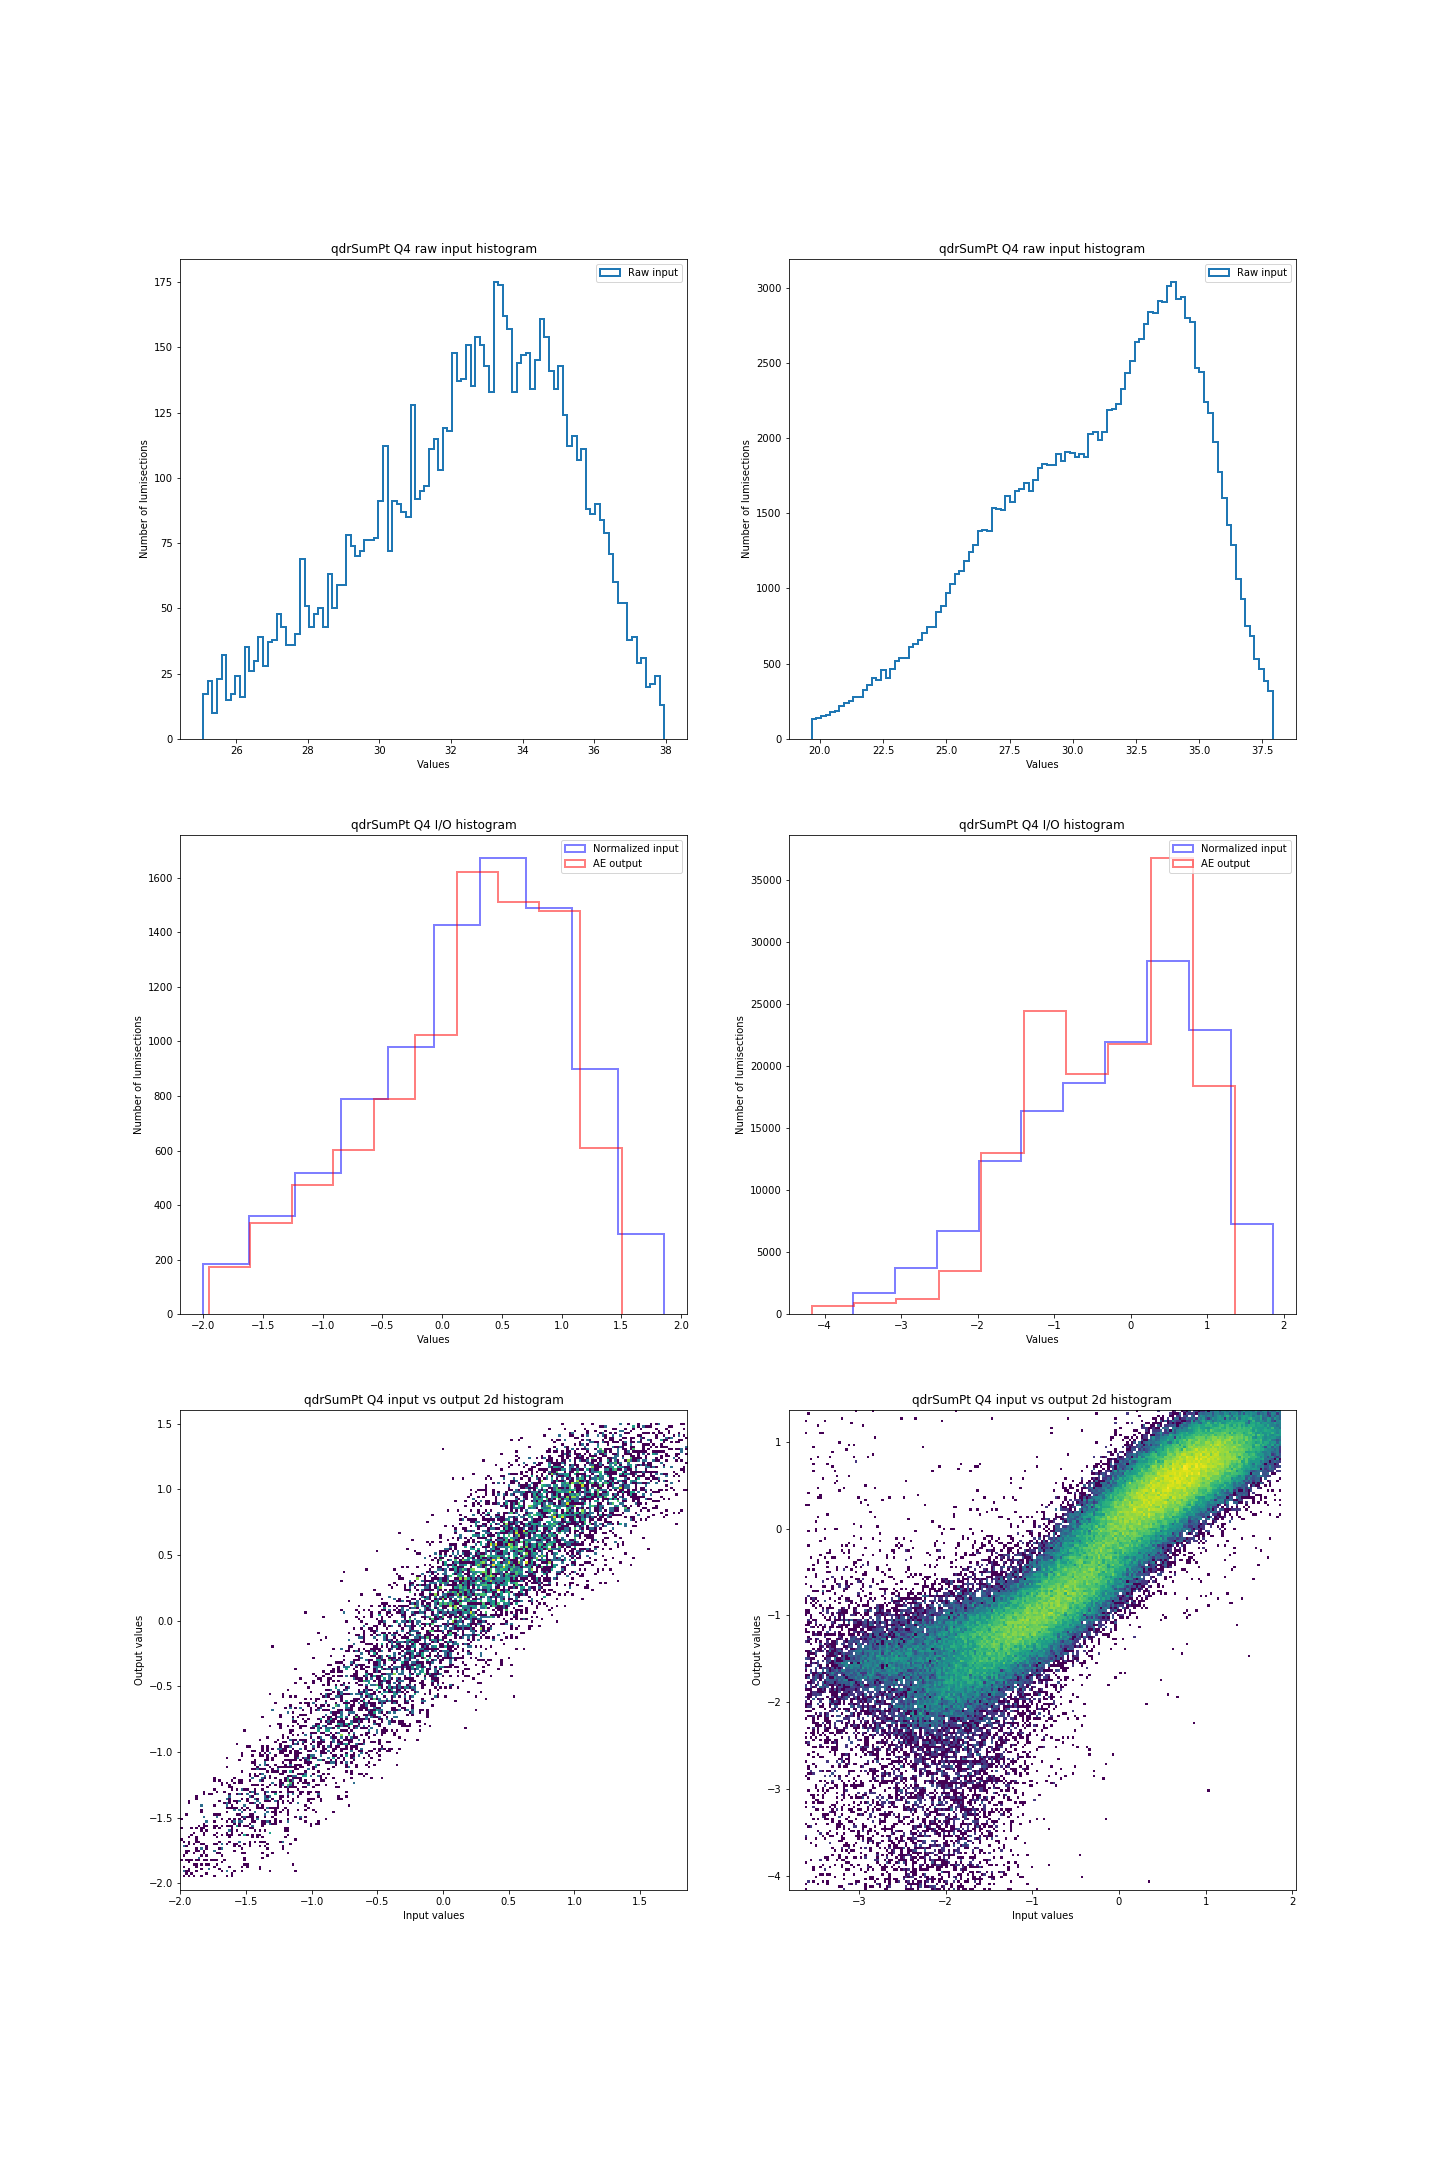 qdrSumPt Q4 raw input histogram
Raw input
175
150
125
100
75
50
25
0
Number of lumisections
26 28 30 32 34 36 38
Values
qdrSumPt Q4 raw input histogram
Raw input
3000
2500
2000
1500
1000
500
0
Number of lumisections
20.0 22.5 25.0 27.5 30.0 32.5 35.0 37.5
Values
qdrSumPt Q4 I/O histogram
Normalized input
AE output
1600
1400
1200
1000
800
600
400
200
0
Number of lumisections
−2.0 −1.5 −1.0 −0.5 0.0 0.5 1.0 1.5 2.0
Values
qdrSumPt Q4 I/O histogram
Normalized input
AE output
35000
30000
25000
20000
15000
10000
5000
0
Number of lumisections
−4 −3 −2 −1 0 1 2
Values
qdrSumPt Q4 input vs output 2d histogram
1.5
1.0
0.5
0.0
−0.5
−1.0
−1.5
−2.0
Output values
−2.0 −1.5 −1.0 −0.5 0.0 0.5 1.0 1.5
Input values
qdrSumPt Q4 input vs output 2d histogram
1
0
−1
−2
−3
−4
Output values
−3 −2 −1 0 1 2
Input values